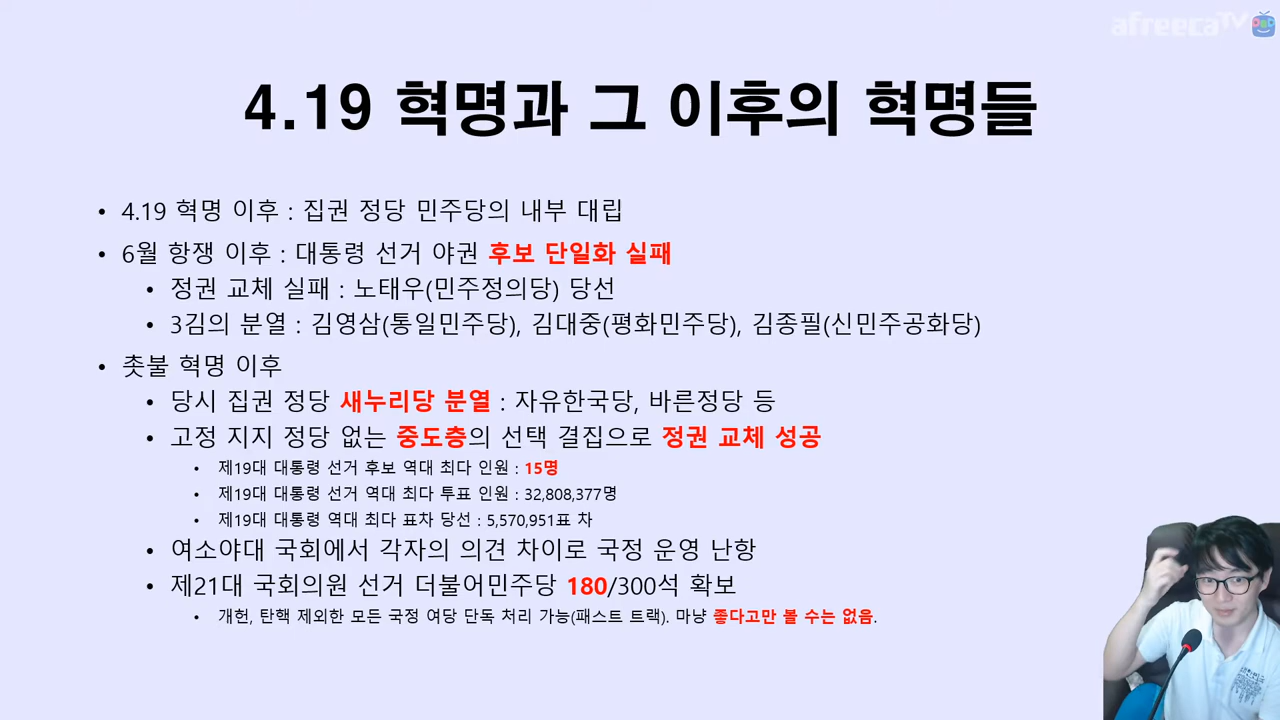 afreecaTV
4.19 혁명과 그 이후의 혁명들
• 4.19 혁명 이후 : 집권 정당 민주당의 내부 대립
• 6월 항쟁 이후 : 대통령 선거 야권 후보 단일화 실패
• 정권 교체 실패 : 노태우(민주정의당) 당선
• 3김의 분열 : 김영삼(통일민주당), 김대중(평화민주당), 김종필(신민주공화당)
• 촛불 혁명 이후
• 당시 집권 정당 새누리당 분열 : 자유한국당, 바른정당 등
• 고정 지지 정당 없는 중도층의 선택 결집으로 정권 교체 성공
• 제19대 대통령 선거 후보 역대 최다 인원 : 15명
• 제19대 대통령 선거 역대 최다 투표 인원 : 32,808,377명
• 제19대 대통령 역대 최다 표차 당선 : 5,570,951표 차
• 여소야대 국회에서 각자의 의견 차이로 국정 운영 난항
• 제21대 국회의원 선거 더불어민주당 180/300석 확보
• 개헌, 탄핵 제외한 모든 국정 여당 단독 처리 가능(패스트 트랙). 마냥 좋다고만 볼 수는 없음.